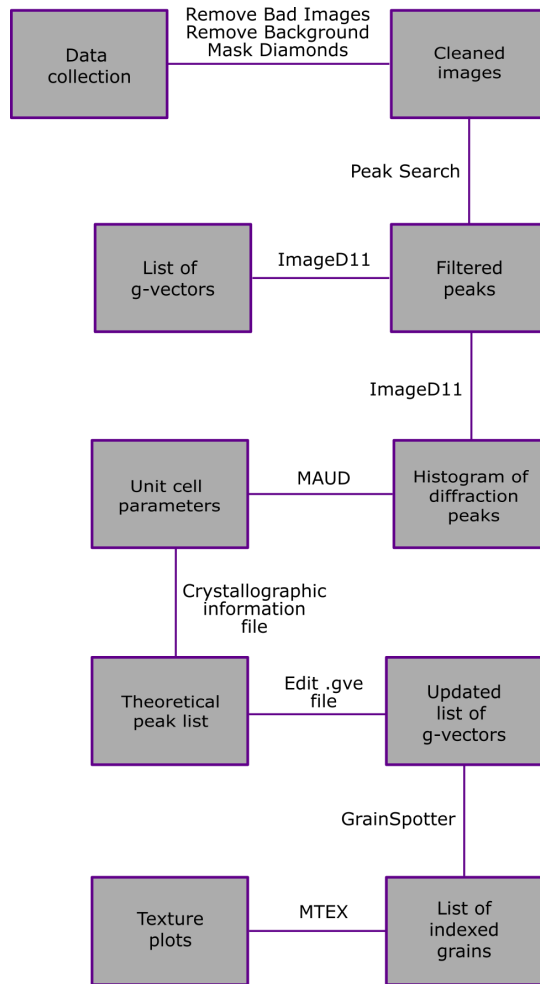 Remove Bad Images
Remove Background
Mask Diamonds
Data
collection
Cleaned
images
Peak Search
List of
g-vectors
ImageD11
Filtered
peaks
ImageD11
Unit cell
parameters
MAUD
Histogram of
diffraction
peaks
Crystallographic
information
file
Theoretical
peak list
Edit .gve
file
Updated
list of
g-vectors
GrainSpotter
Texture
plots
MTEX
List of
indexed
grains